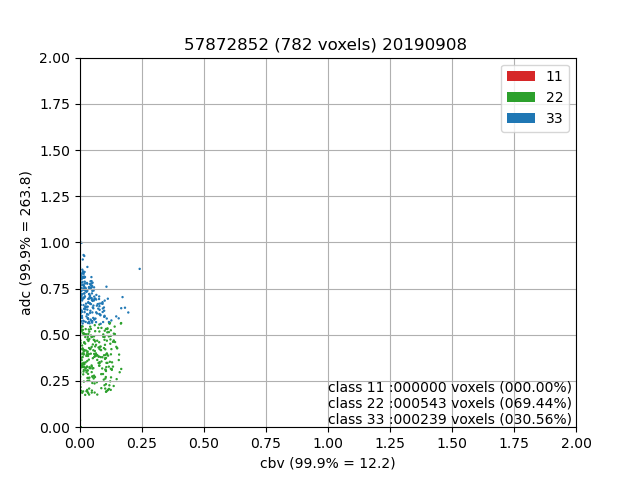 57872852 (782 voxels) 20190908
2.00
1.75
1.50
1.25
1.00
0.75
0.50
0.25
0.00
adc (99.9% = 263.8)
11
22
33
class 11 :000000 voxels (000.00%)
class 22 :000543 voxels (069.44%)
class 33 :000239 voxels (030.56%)
0.00 0.25 0.50 0.75 1.00 1.25 1.50 1.75 2.00
cbv (99.9% = 12.2)